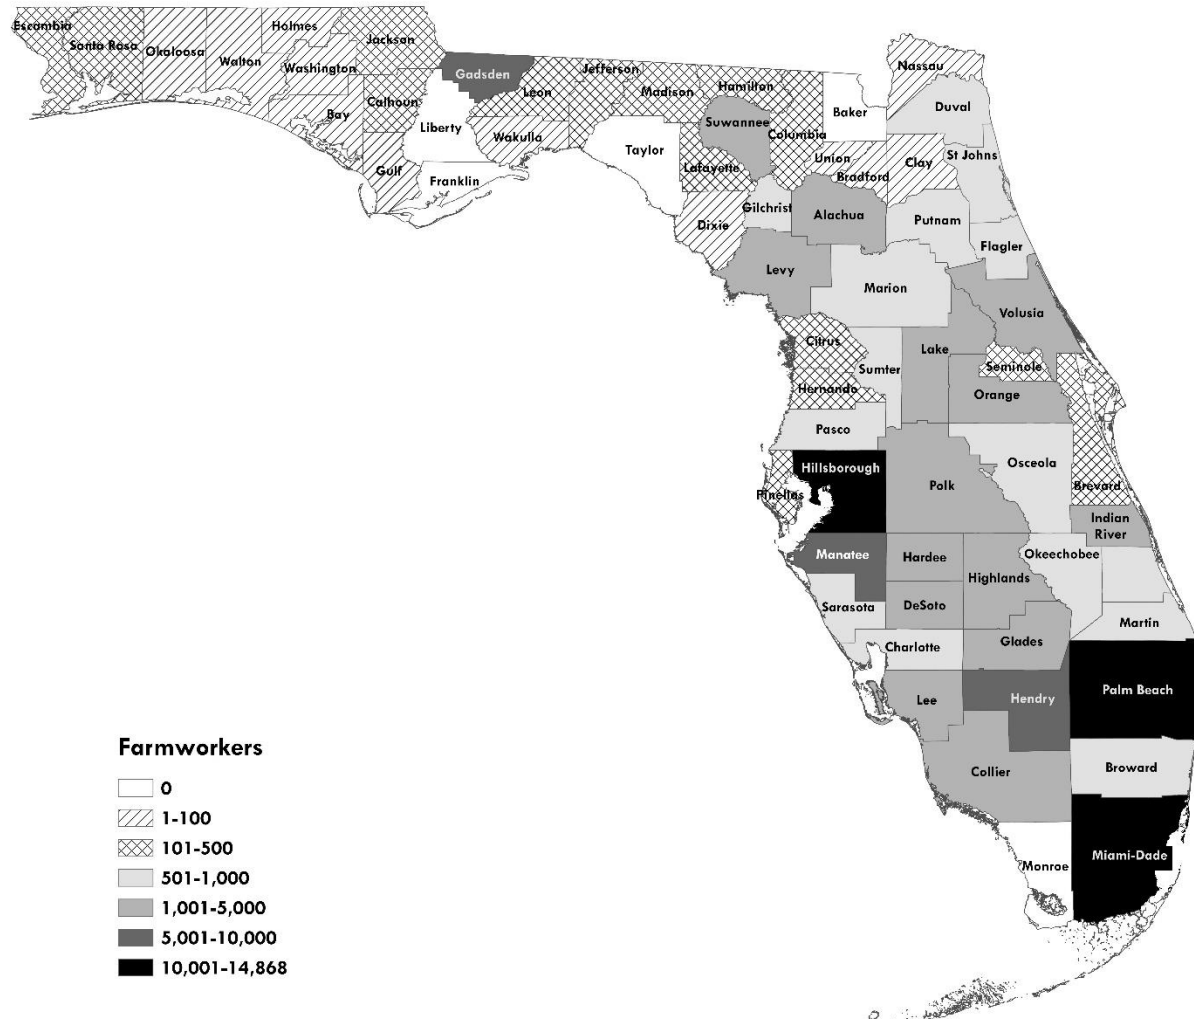 Escambia
Santa Rosa
Okaloosa
Walton
Holmes
Washington
Jackson
Bay
Calhoun
Gulf
Gadsden
Liberty
Franklin
Leon
Wakulla
Jefferson
Madison
Taylor
Hamilton
Suwannee
Lafayette
Dixie
Columbia
Gilchrist
Baker
Union
Bradford
Alachua
Levy
Nassau
Duval
Clay
St Johns
Putnam
Flagler
Marion
Volusia
Citrus
Sumter
Lake
Seminole
Hernando
Orange
Pasco
Hillsborough
Pinellas
Polk
Osceola
Brevard
Indian
River
Manatee
Hardee
Highlands
Okeechobee
Sarasota
DeSoto
Martin
Charlotte
Glades
Lee
Hendry
Palm Beach
Collier
Broward
Monroe
Miami-Dade
Farmworkers
0
1-100
101-500
501-1,000
1,001-5,000
5,001-10,000
10,001-14,868